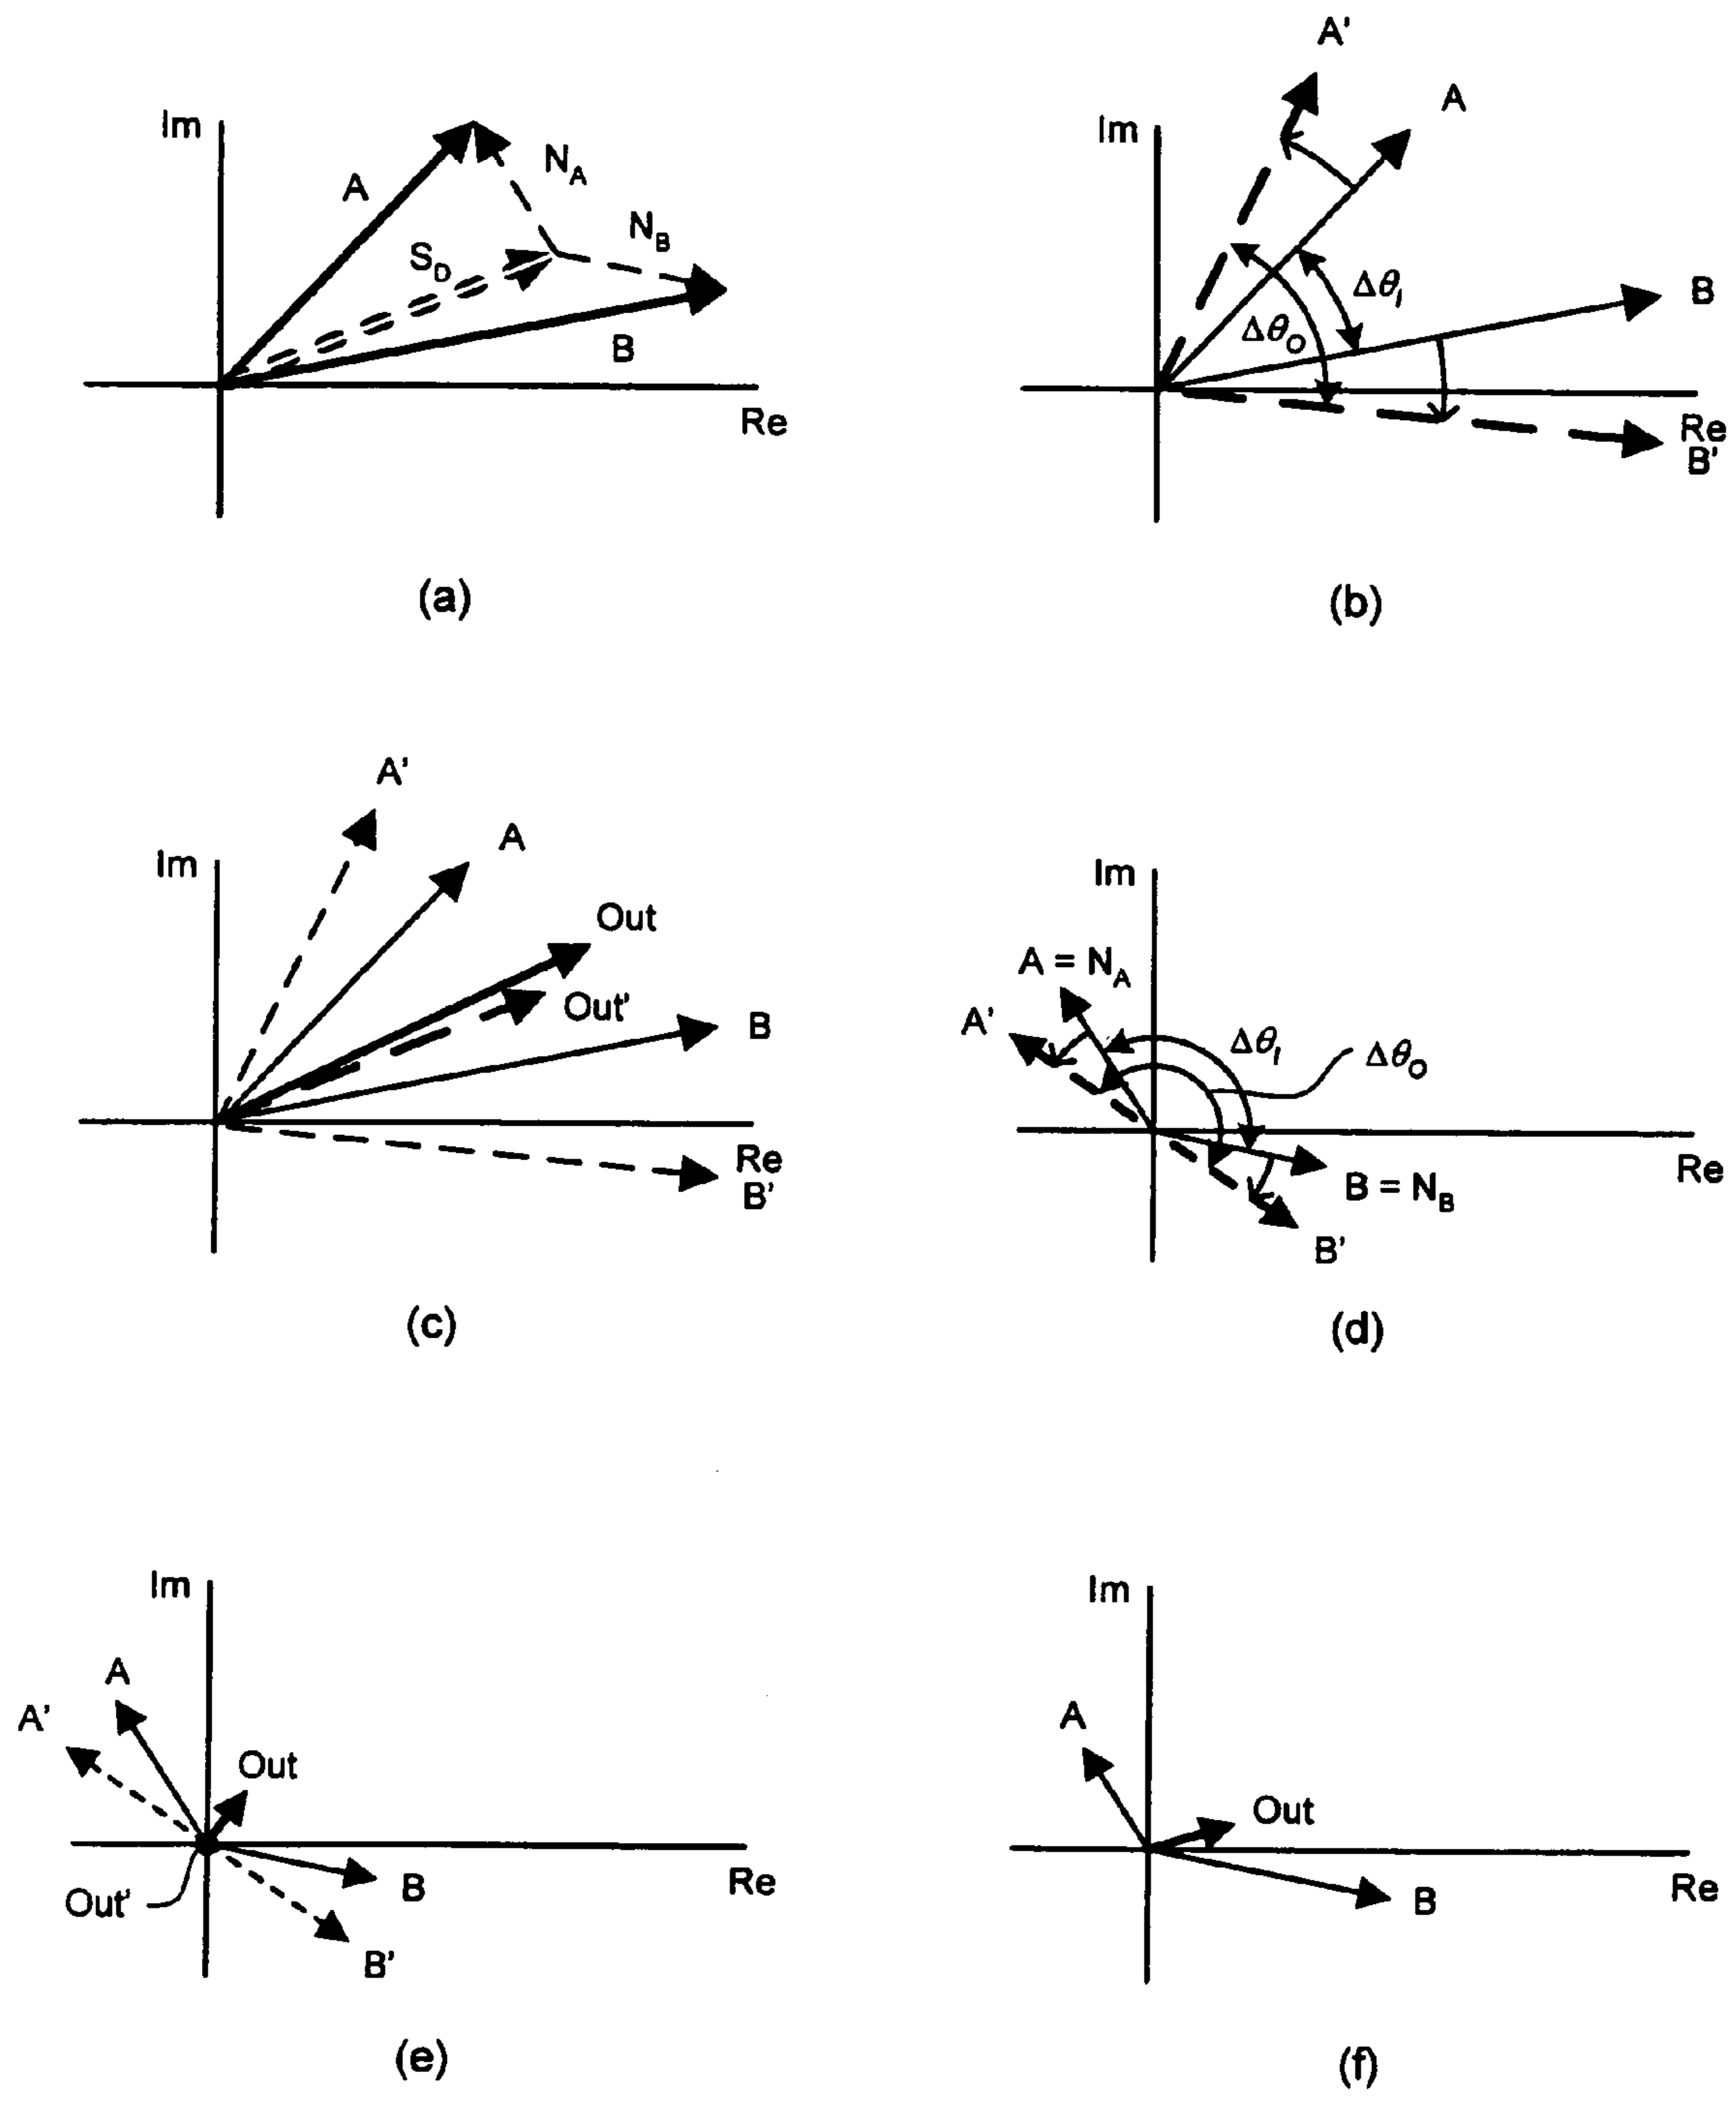 Im
A
N_A
S_D
N_B
B
Re
(a)
A'
A
Im
Δθ_I
B
Δθ_O
Re
B'
(b)
A'
A
Im
Out
Out'
B
Re
B'
(c)
Im
A = N_A
A'
Δθ_I
Δθ_O
Re
B = N_B
B'
(d)
Im
A
A'
Out
Re
B
Out'
B'
(e)
Im
A
Out
Re
B
(f)